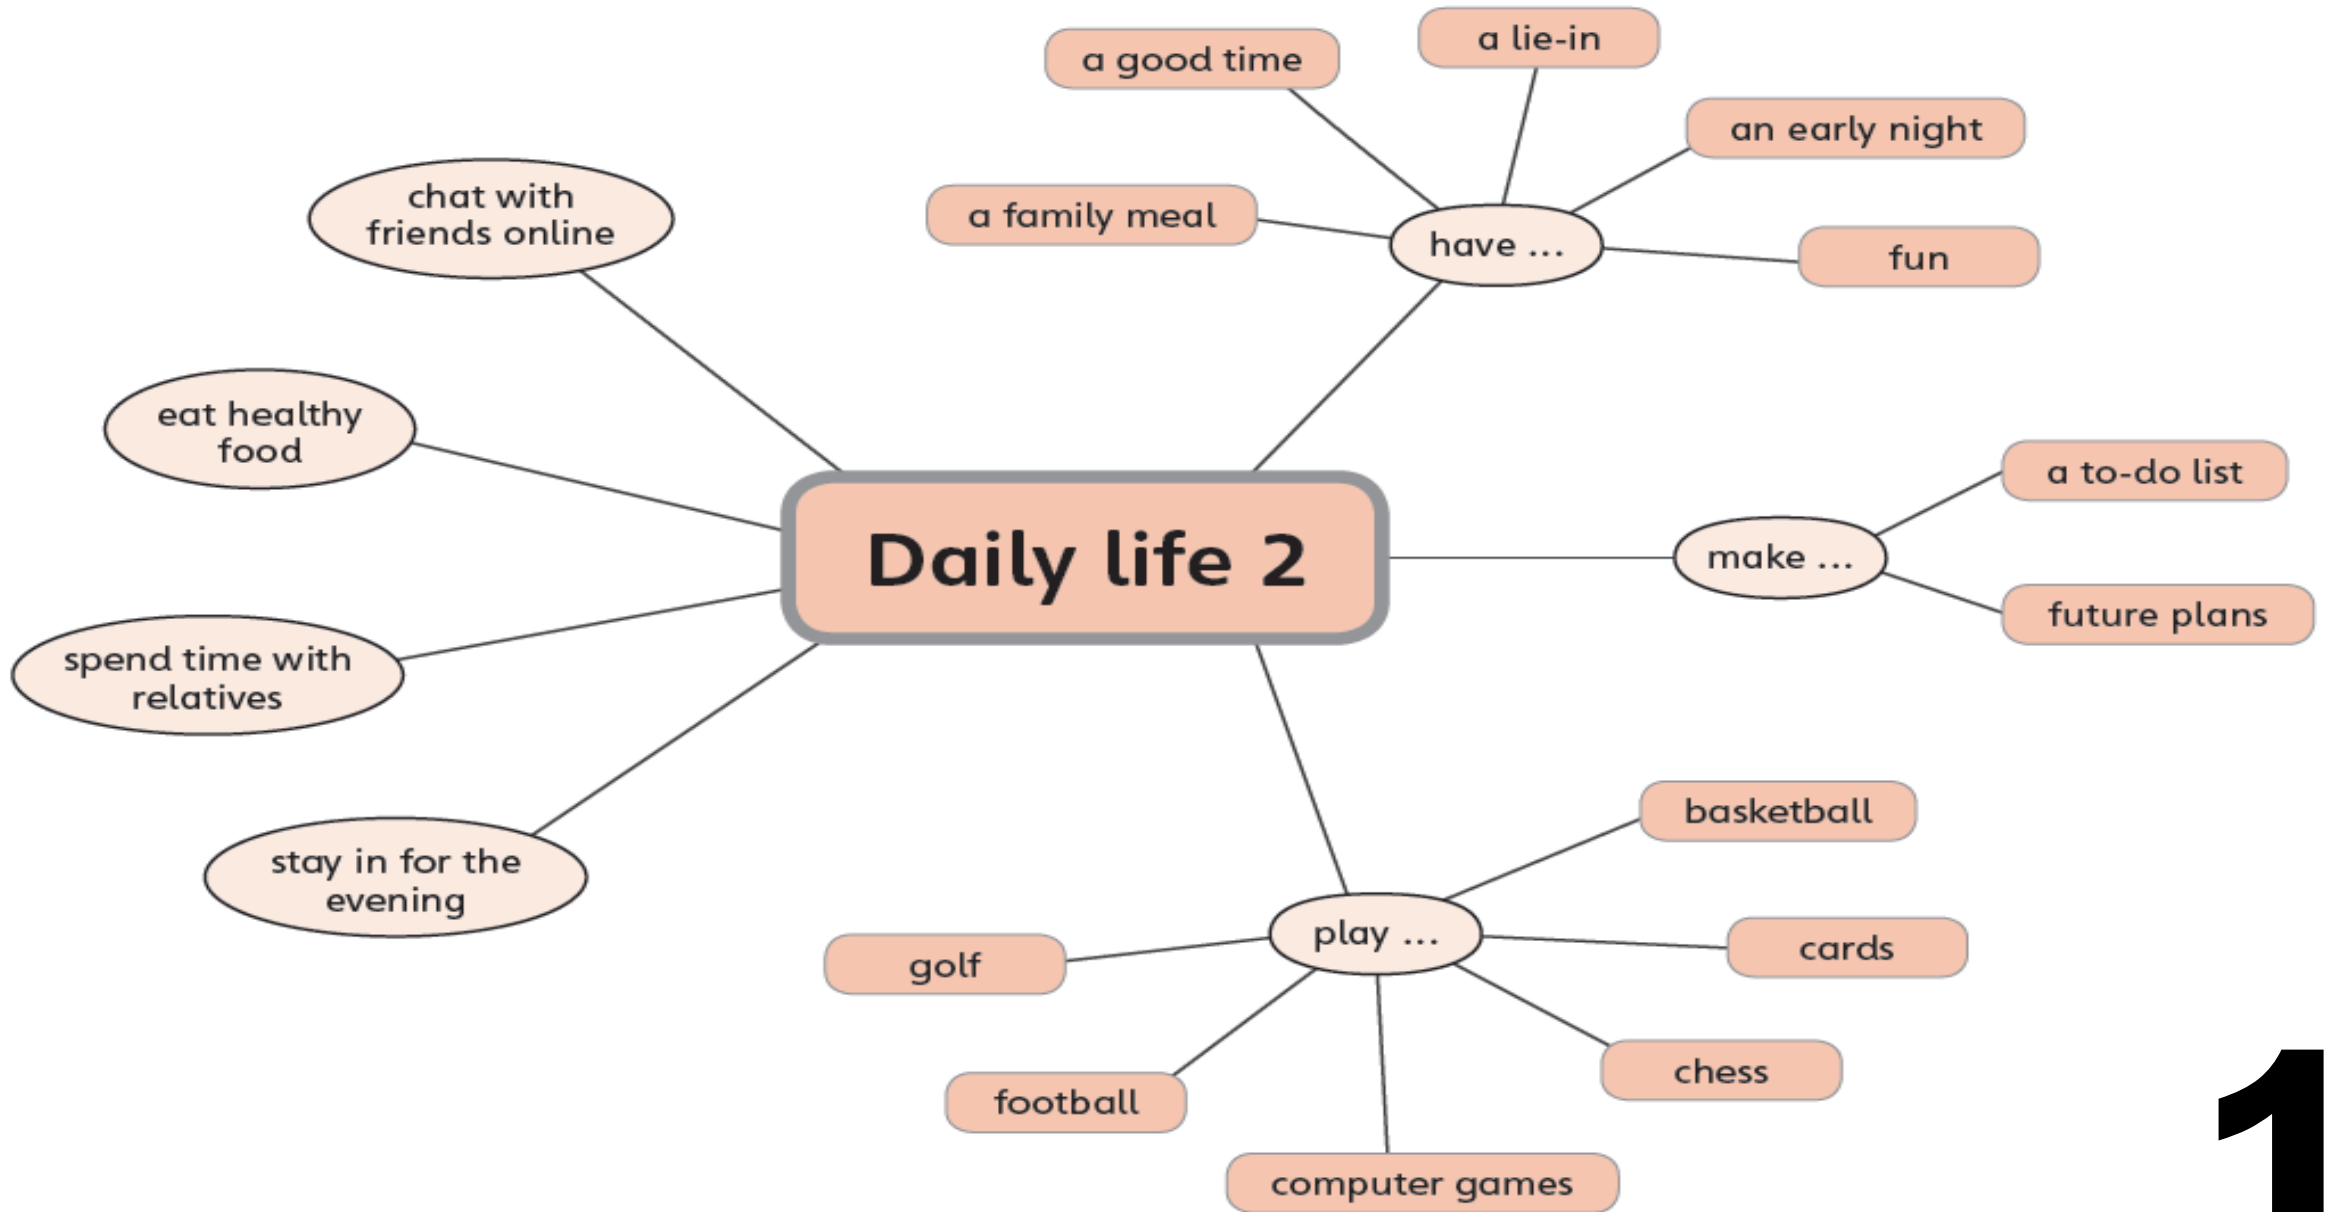 Daily life 2
chat with
friends online
eat healthy
food
spend time with
relatives
stay in for the
evening
have ...
a family meal
a good time
a lie-in
an early night
fun
make ...
a to-do list
future plans
play ...
basketball
cards
chess
computer games
football
golf
1